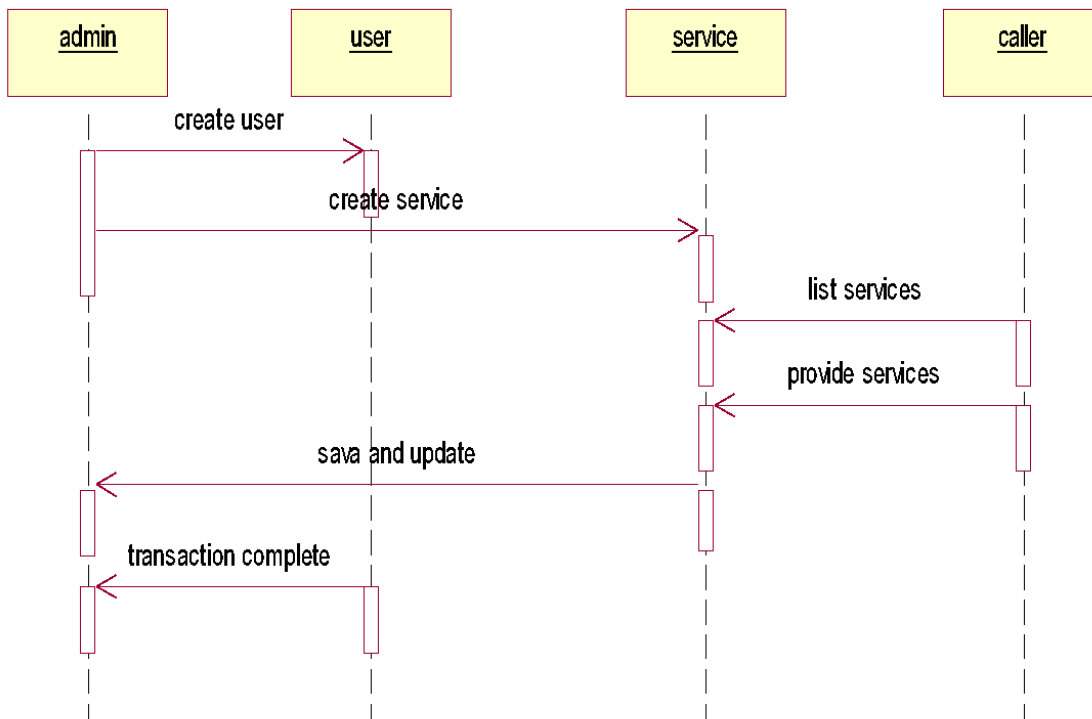 admin
user
service
caller
create user
create service
list services
provide services
sava and update
transaction complete